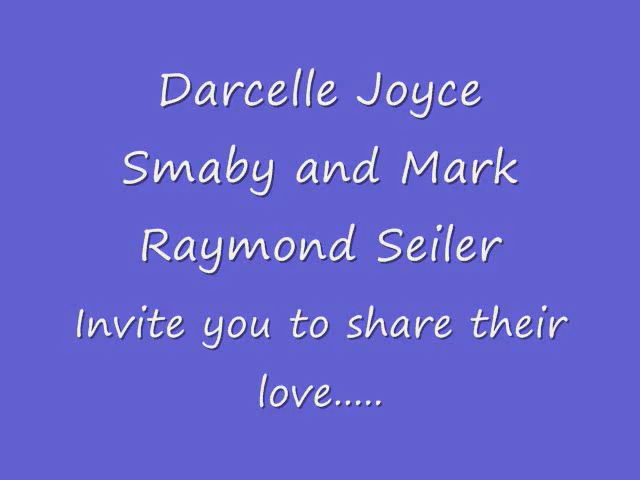 Darcelle Joyce
Smaby and Mark
Raymond Seiler
Invite you to share their
love.....